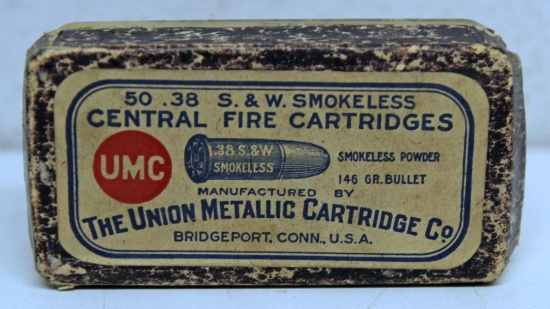 50 .38 S. & W. SMOKELESS
CENTRAL FIRE CARTRIDGES
UMC
.38 S.&W
SMOKELESS
SMOKELESS POWDER
146 GR. BULLET
MANUFACTURED BY
THE UNION METALLIC CARTRIDGE CO
BRIDGEPORT, CONN., U.S.A.